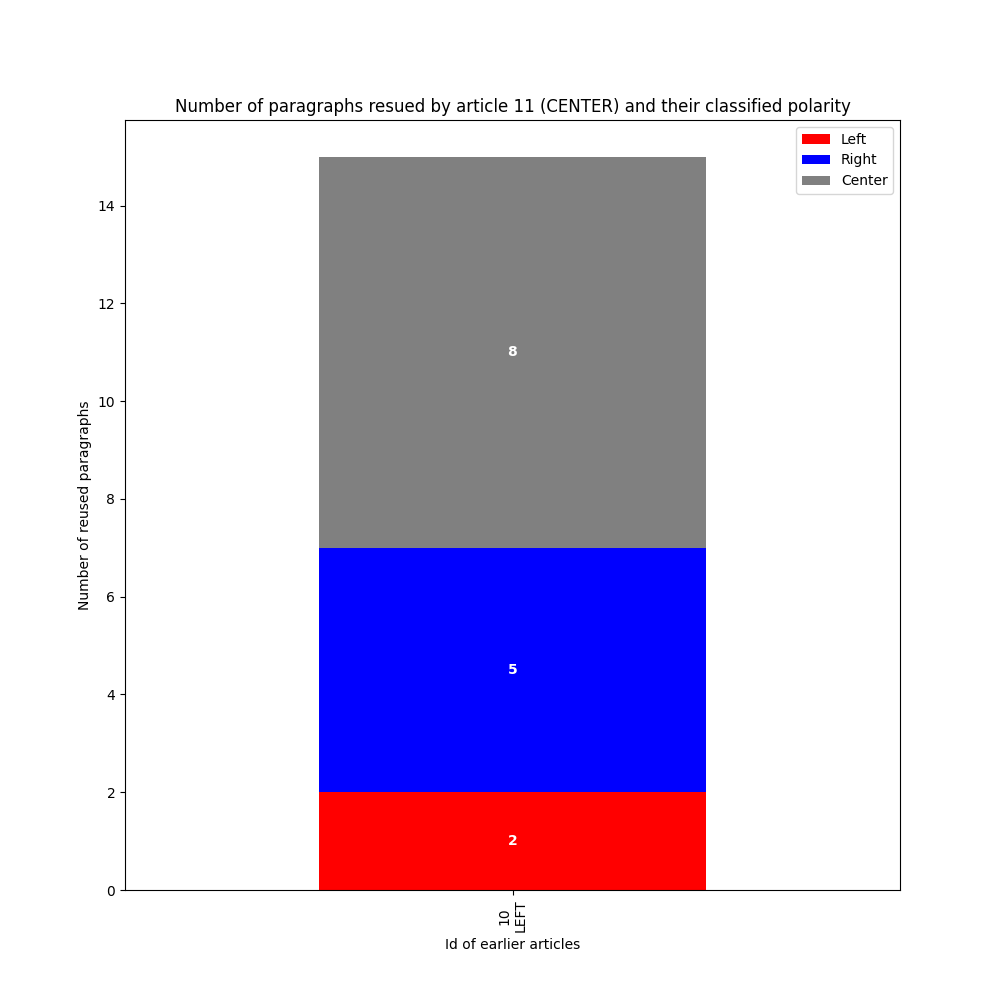 Number of paragraphs resued by article 11 (CENTER) and their classified polarity
Left
Right
Center
Number of reused paragraphs
14
12
10
8
6
4
2
0
8
5
2
10
LEFT
Id of earlier articles